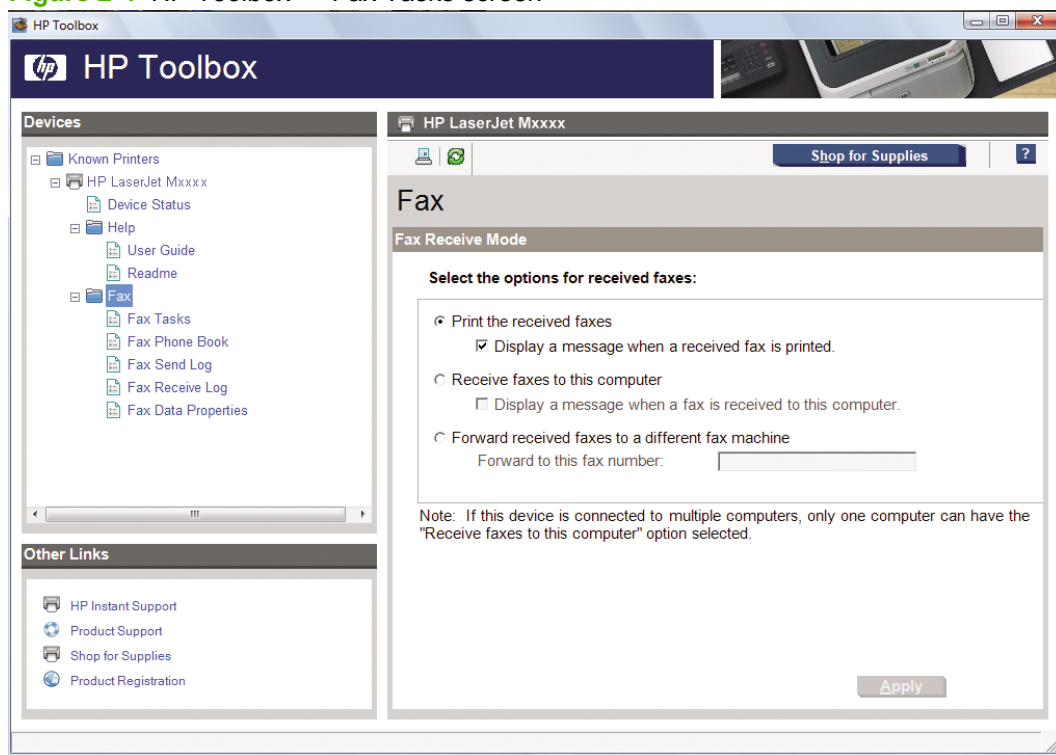 HP Toolbox
hp HP Toolbox
Devices
Known Printers
HP LaserJet Mxxxx
Device Status
Help
User Guide
Readme
Fax
Fax Tasks
Fax Phone Book
Fax Send Log
Fax Receive Log
Fax Data Properties
Other Links
HP Instant Support
Product Support
Shop for Supplies
Product Registration
HP LaserJet Mxxxx
Shop for Supplies
?
Fax
Fax Receive Mode
Select the options for received faxes:
Print the received faxes
Display a message when a received fax is printed.
Receive faxes to this computer
Display a message when a fax is received to this computer.
Forward received faxes to a different fax machine
Forward to this fax number:
Note: If this device is connected to multiple computers, only one computer can have the
"Receive faxes to this computer" option selected.
Apply